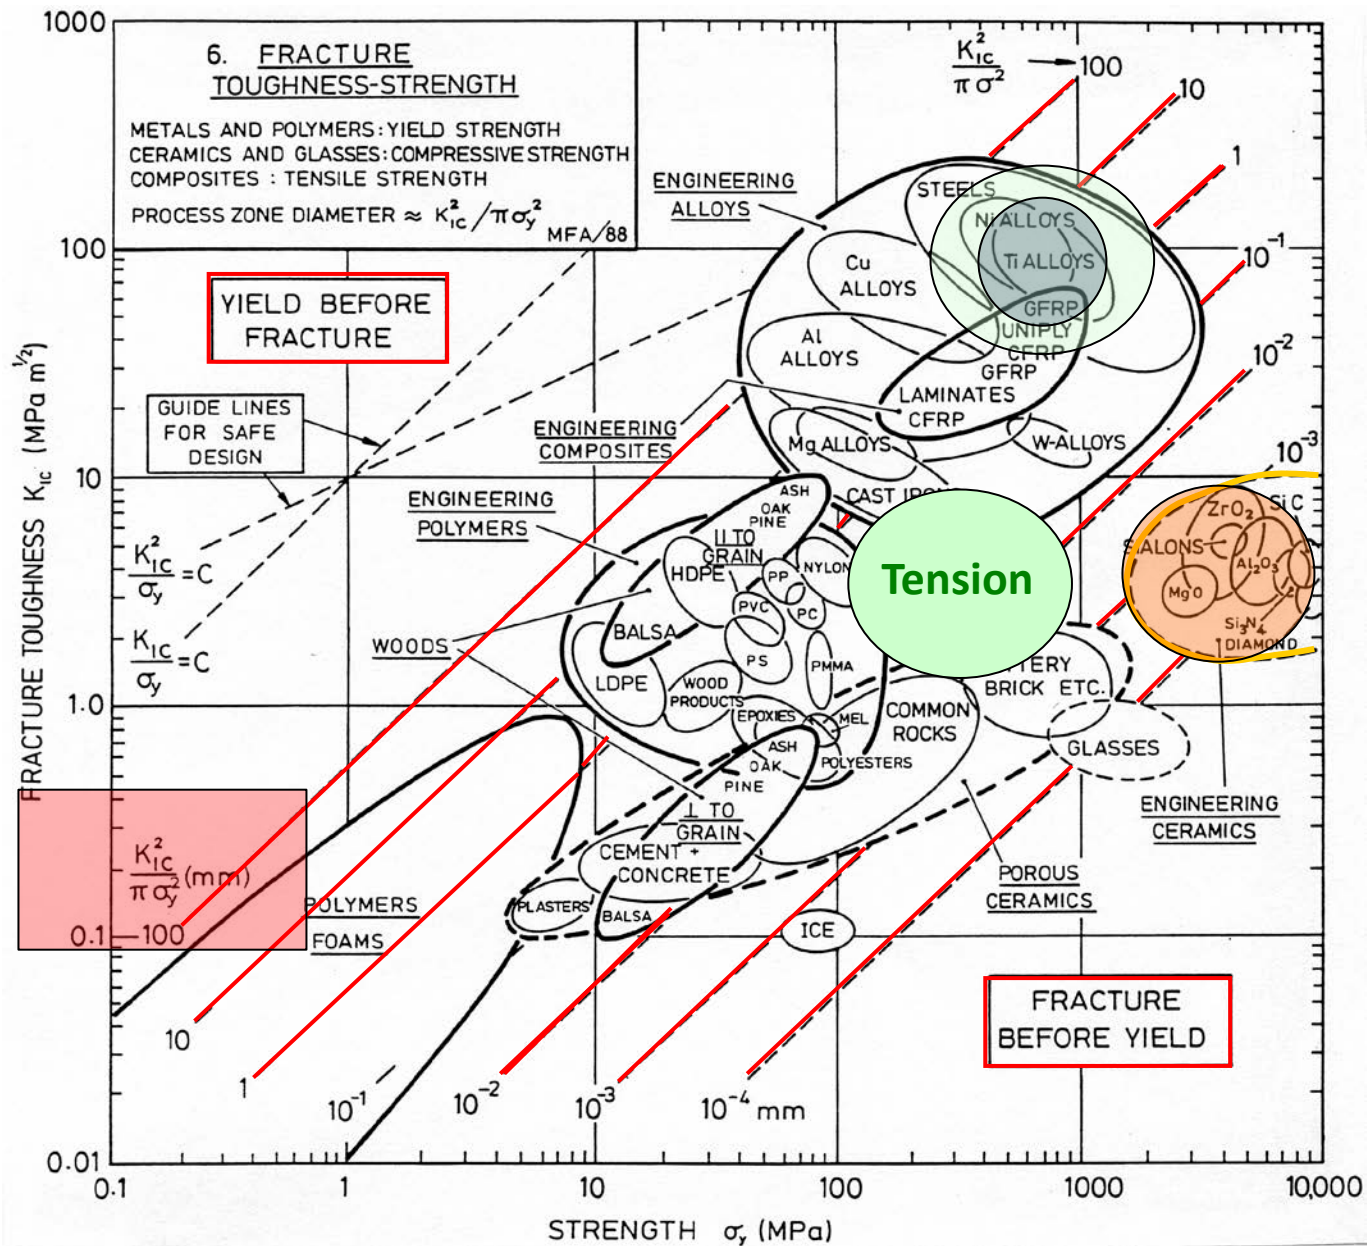 1000
6. FRACTURE
TOUGHNESS-STRENGTH
METALS AND POLYMERS: YIELD STRENGTH
CERAMICS AND GLASSES: COMPRESSIVE STRENGTH
COMPOSITES : TENSILE STRENGTH
PROCESS ZONE DIAMETER ≈ K²IC/πσy²
MFA/88
K²IC
πσ²
100
10
1
10⁻¹
10⁻²
10⁻³
ENGINEERING
ALLOYS
STEELS
Ni ALLOYS
Ti ALLOYS
Cu
ALLOYS
GFRP
UNIPLY
CFRP
GFRP
LAMINATES
CFRP
Al
ALLOYS
Mg ALLOYS
W-ALLOYS
CAST
100
YIELD BEFORE
FRACTURE
GUIDE LINES
FOR SAFE
DESIGN
ENGINEERING
COMPOSITES
10
ENGINEERING
POLYMERS
ASH
OAK
PINE
II TO
GRAIN
HDPE
PP
NYLON
PVC
PC
BALSA
PS
PMMA
LDPE
WOOD
PRODUCTS
EPOXIES
MEL
POLYESTERS
WOODS
K²IC
σy
=C
KIC
σy
=C
Tension
ZrO₂
SiC
SIALONS
Al₂O₃
MgO
Si₃N₄
DIAMOND
BRICK ETC.
COMMON
ROCKS
GLASSES
ENGINEERING
CERAMICS
1.0
ASH
OAK
PINE
⊥ TO
GRAIN
CEMENT +
CONCRETE
PLASTERS
BALSA
POROUS
CERAMICS
ICE
K²IC
πσy²
(mm)
100
POLYMERS
FOAMS
0.1
10
1
10⁻¹
10⁻²
10⁻³
10⁻⁴ mm
FRACTURE
BEFORE YIELD
0.01
0.1
1
10
100
1000
10,000
FRACTURE TOUGHNESS KIC (MPa m^1/2)
STRENGTH σy (MPa)